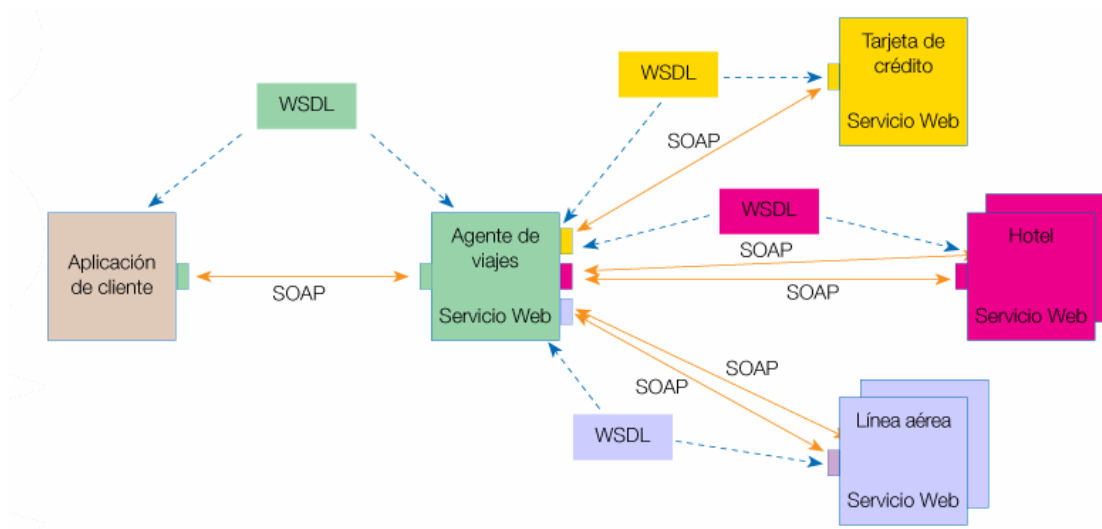 Tarjeta de
crédito
Servicio Web
WSDL
WSDL
SOAP
WSDL
Aplicación
de cliente
SOAP
Agente de
viajes
Servicio Web
SOAP
SOAP
Hotel
Servicio Web
SOAP
SOAP
WSDL
Línea aérea
Servicio Web